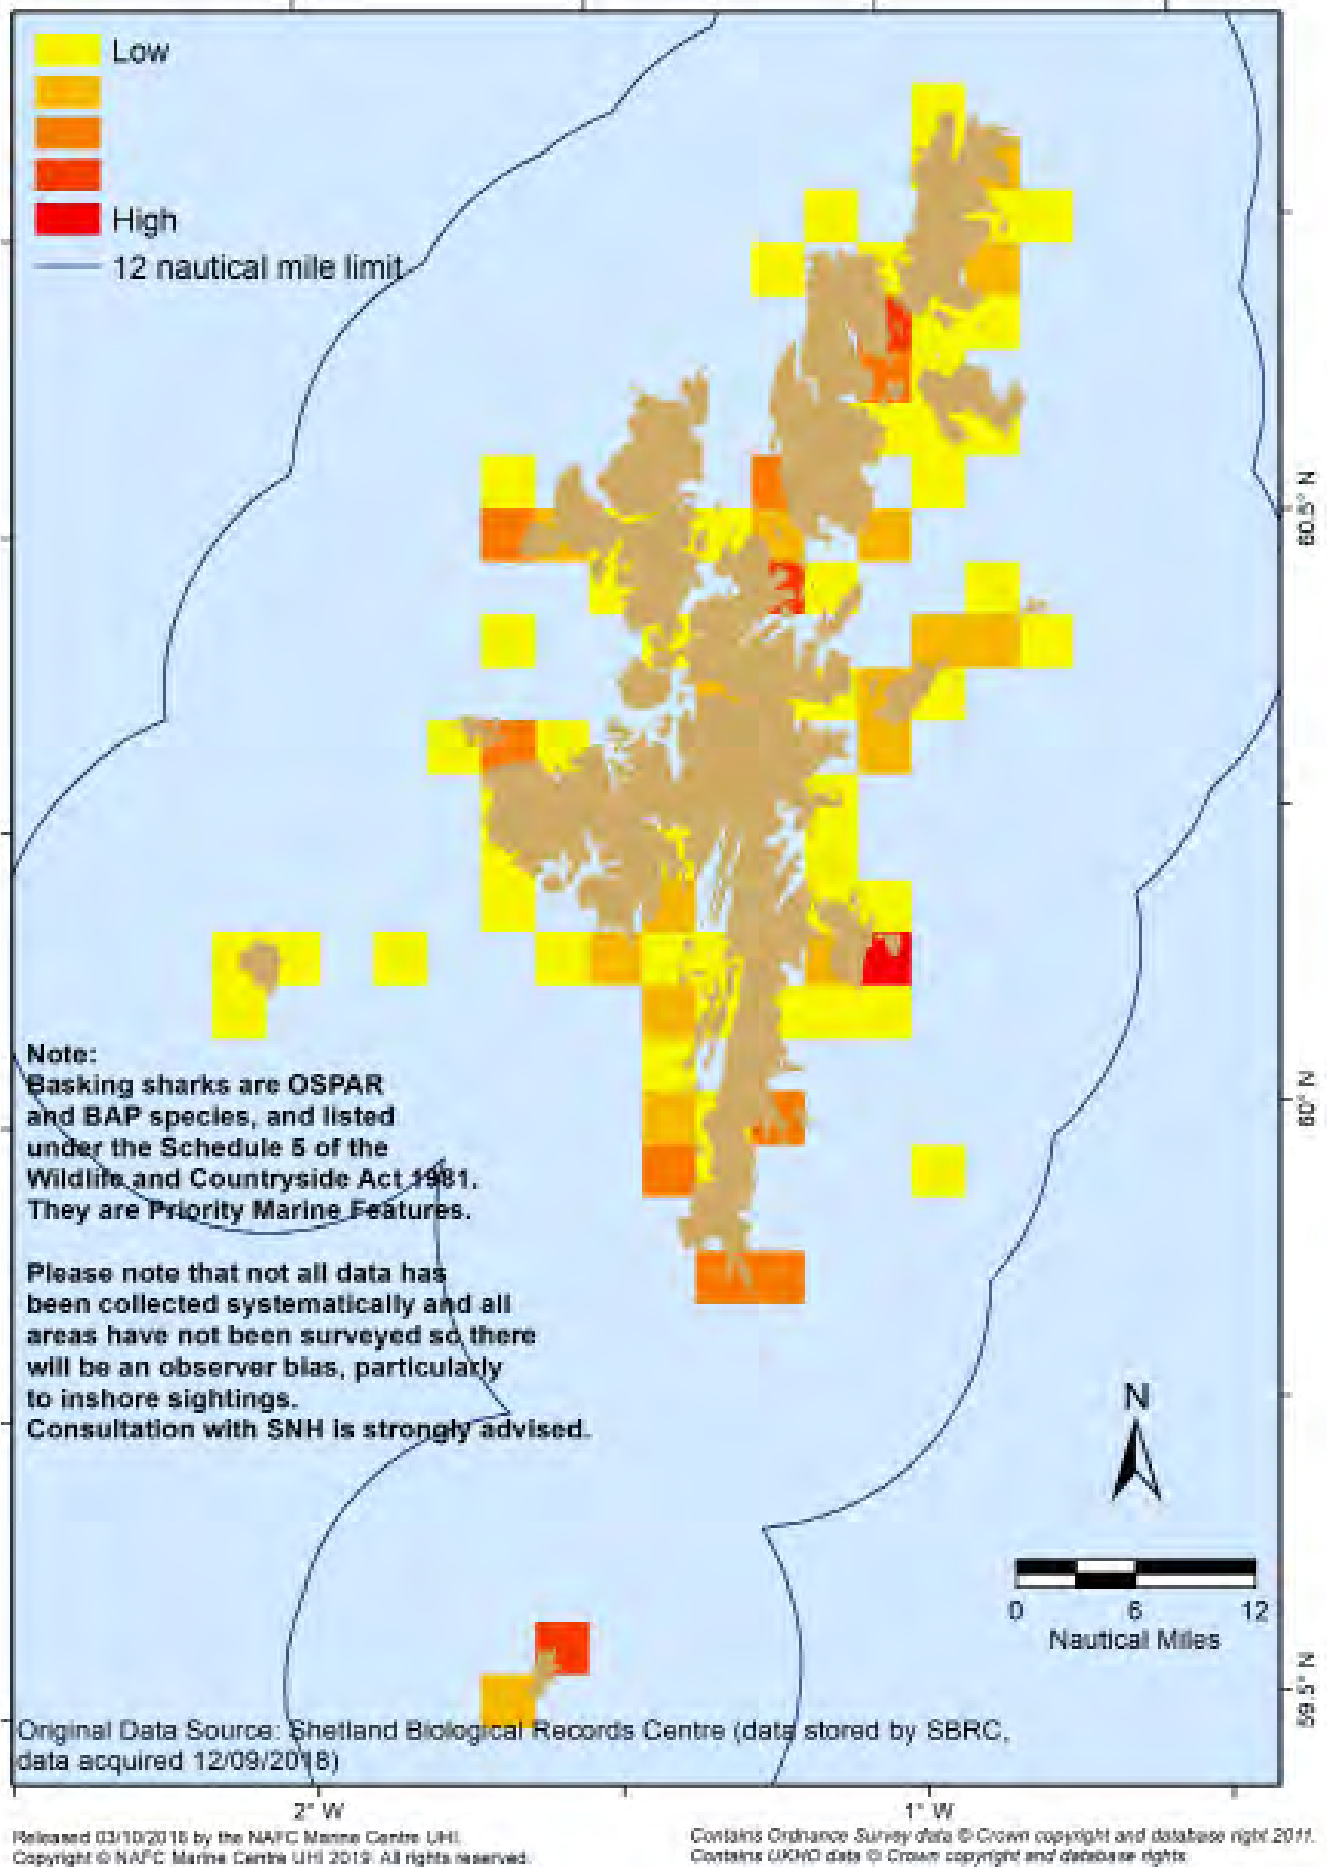 Low
High
12 nautical mile limit
60.5° N
Note:
Basking sharks are OSPAR
and BAP species, and listed
under the Schedule 5 of the
Wildlife and Countryside Act 1981.
They are Priority Marine Features.
60° N
Please note that not all data has
been collected systematically and all
areas have not been surveyed so there
will be an observer bias, particularly
to inshore sightings.
Consultation with SNH is strongly advised.
N
0 6 12
Nautical Miles
59.5° N
Original Data Source: Shetland Biological Records Centre (data stored by SBRC,
data acquired 12/09/2018)
2° W 1° W
Released 03/10/2018 by the NAFC Marine Centre UHI.
Copyright © NAFC Marine Centre UHI 2019. All rights reserved.
Contains Ordnance Survey data © Crown copyright and database right 2011.
Contains UKHO data © Crown copyright and database rights